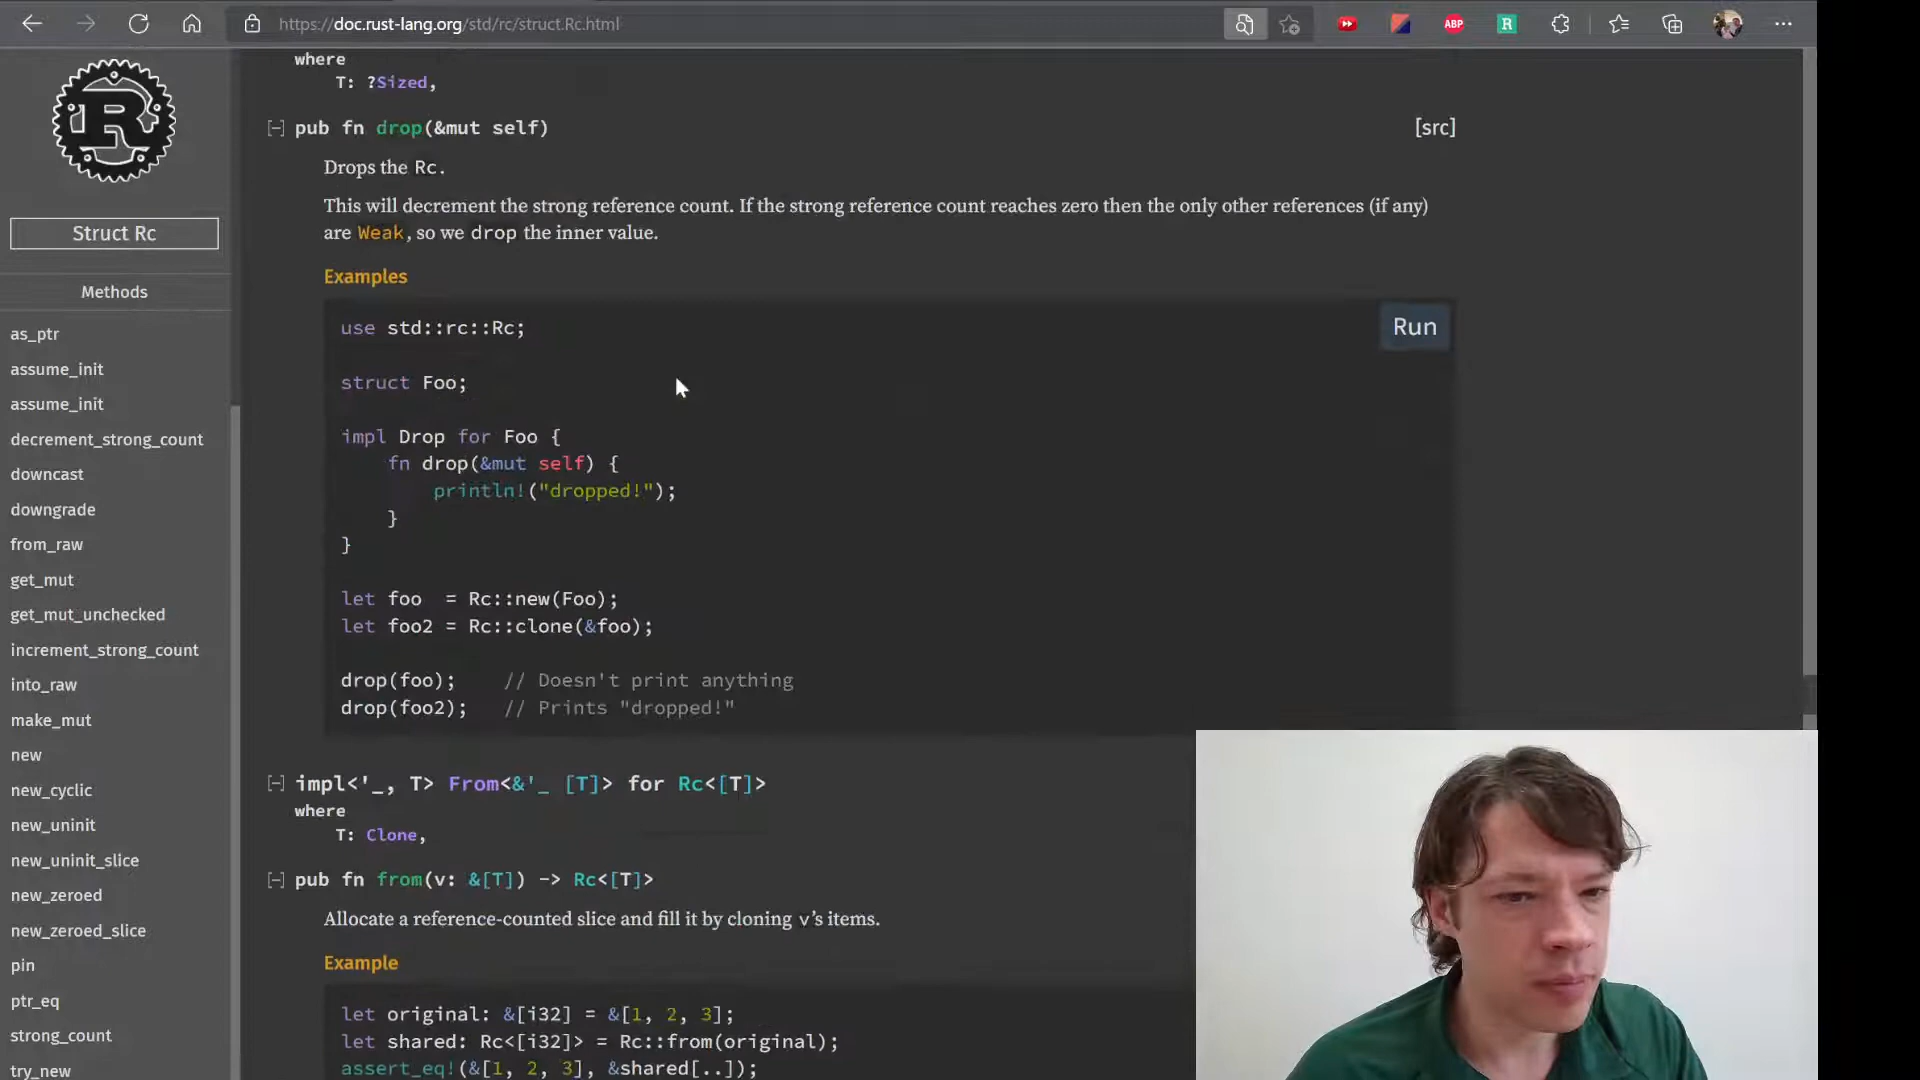 https://doc.rust-lang.org/std/rc/struct.Rc.html
ABP
R
R
Struct Rc
Methods
as_ptr
assume_init
assume_init
decrement_strong_count
downcast
downgrade
from_raw
get_mut
get_mut_unchecked
increment_strong_count
into_raw
make_mut
new
new_cyclic
new_uninit
new_uninit_slice
new_zeroed
new_zeroed_slice
pin
ptr_eq
strong_count
try_new
where
T: ?Sized,
[-] pub fn drop(&mut self) [src]
Drops the Rc.
This will decrement the strong reference count. If the strong reference count reaches zero then the only other references (if any)
are Weak, so we drop the inner value.
Examples
Run
use std::rc::Rc;
struct Foo;
impl Drop for Foo {
fn drop(&mut self) {
println!("dropped!");
}
}
let foo  = Rc::new(Foo);
let foo2 = Rc::clone(&foo);
drop(foo);    // Doesn't print anything
drop(foo2);   // Prints "dropped!"
[-] impl<'_, T> From<&'_ [T]> for Rc<[T]>
where
T: Clone,
[-] pub fn from(v: &[T]) -> Rc<[T]>
Allocate a reference-counted slice and fill it by cloning v’s items.
Example
let original: &[i32] = &[1, 2, 3];
let shared: Rc<[i32]> = Rc::from(original);
assert_eq!(&[1, 2, 3], &shared[..]);